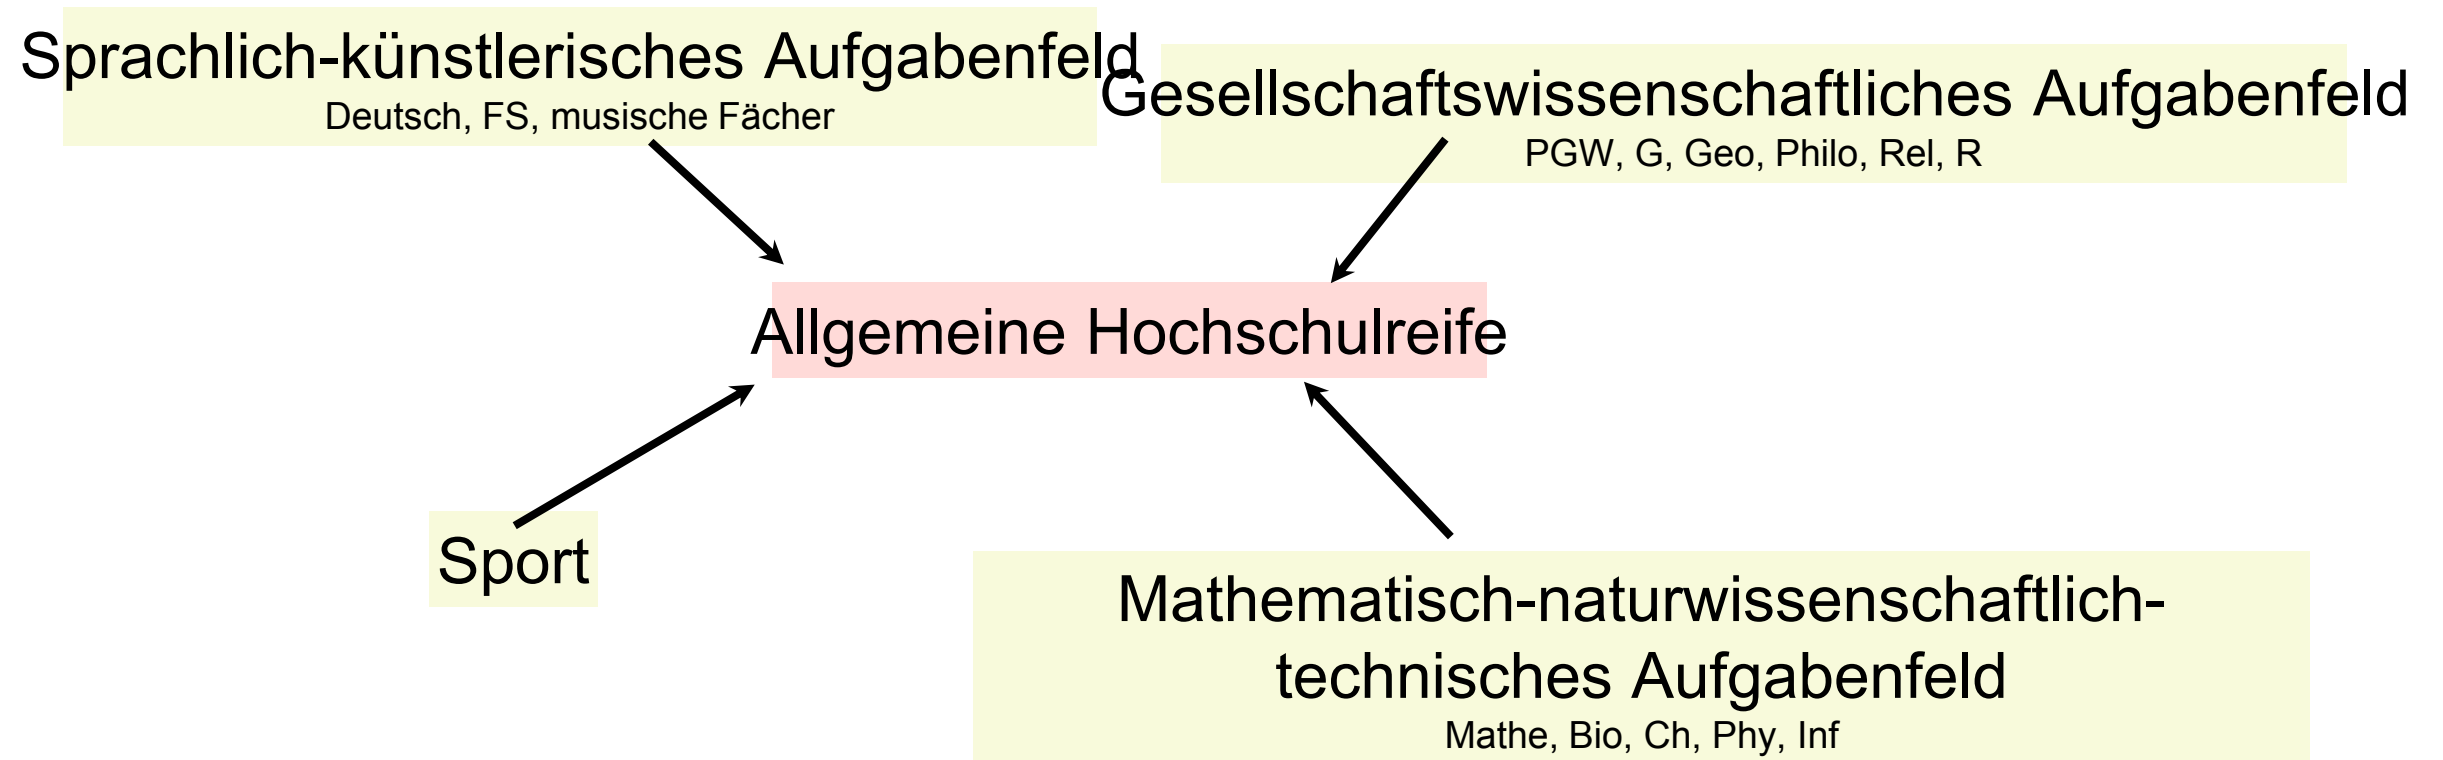 Sprachlich-künstlerisches Aufgabenfeld
Deutsch, FS, musische Fächer
Gesellschaftswissenschaftliches Aufgabenfeld
PGW, G, Geo, Philo, Rel, R
Allgemeine Hochschulreife
Sport
Mathematisch-naturwissenschaftlich-
technisches Aufgabenfeld
Mathe, Bio, Ch, Phy, Inf